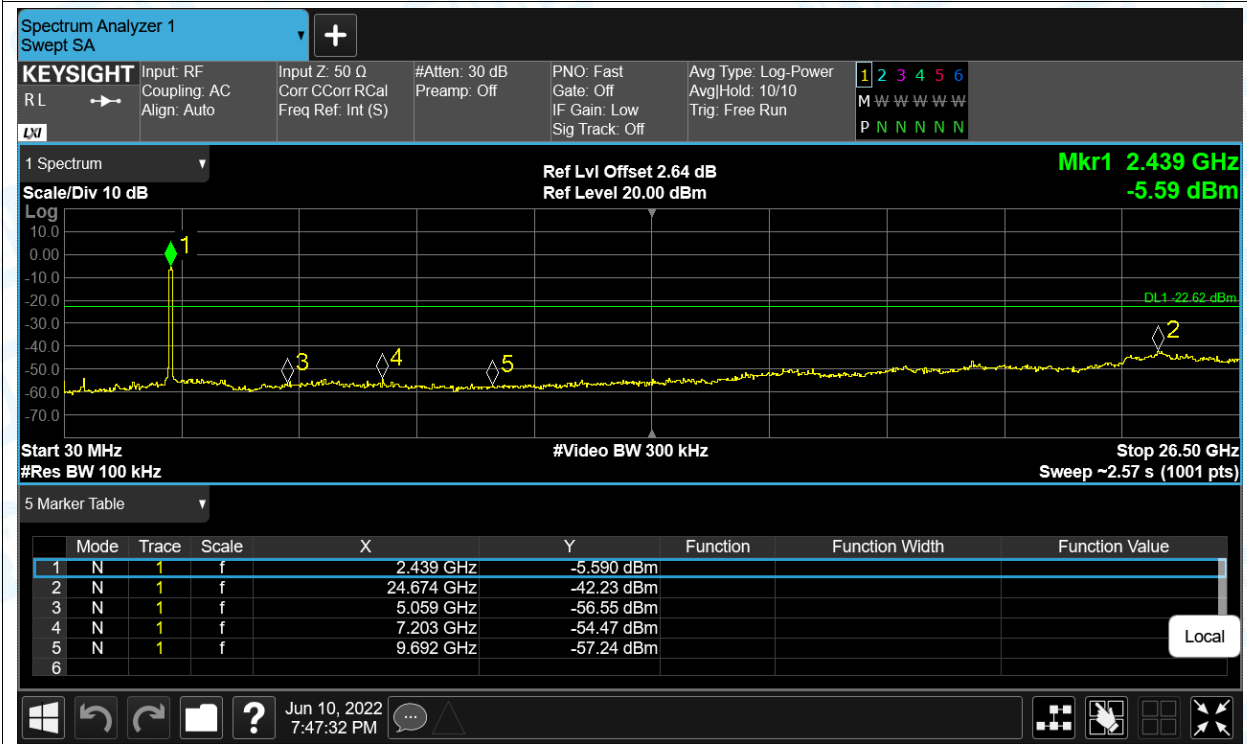 Spectrum Analyzer 1
Swept SA
KEYSIGHT
R L
LXI
Input: RF
Coupling: AC
Align: Auto
Input Z: 50 Ω
Corr CCorr RCal
Freq Ref: Int (S)
#Atten: 30 dB
Preamp: Off
PNO: Fast
Gate: Off
IF Gain: Low
Sig Track: Off
Avg Type: Log-Power
Avg|Hold: 10/10
Trig: Free Run
1 2 3 4 5 6
M W W W W W
P N N N N N
1 Spectrum
Scale/Div 10 dB
Ref Lvl Offset 2.64 dB
Ref Level 20.00 dBm
Mkr1 2.439 GHz
-5.59 dBm
Log
10.0
0.00
-10.0
-20.0
-30.0
-40.0
-50.0
-60.0
-70.0
1
DL1 -22.62 dBm
2
3
4
5
Start 30 MHz
#Res BW 100 kHz
#Video BW 300 kHz
Stop 26.50 GHz
Sweep ~2.57 s (1001 pts)
5 Marker Table
Mode Trace Scale X Y Function Function Width Function Value
1 N 1 f 2.439 GHz -5.590 dBm
2 N 1 f 24.674 GHz -42.23 dBm
3 N 1 f 5.059 GHz -56.55 dBm
4 N 1 f 7.203 GHz -54.47 dBm
5 N 1 f 9.692 GHz -57.24 dBm
6
Local
?
Jun 10, 2022
7:47:32 PM